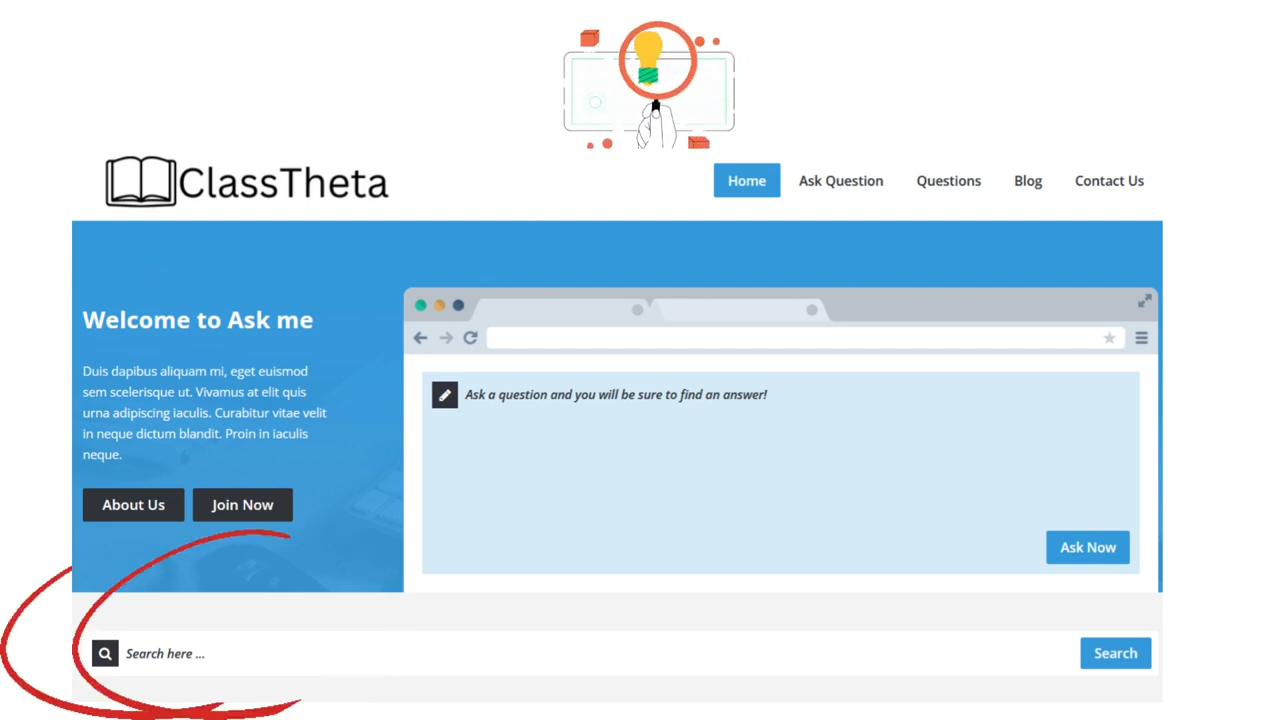 ClassTheta
Home Ask Question Questions Blog Contact Us
Welcome to Ask me
Duis dapibus aliquam mi, eget euismod
sem scelerisque ut. Vivamus at elit quis
urna adipiscing iaculis. Curabitur vitae velit
in neque dictum blandit. Proin in iaculis
neque.
About Us Join Now
Ask a question and you will be sure to find an answer!
Ask Now
Search here ... Search